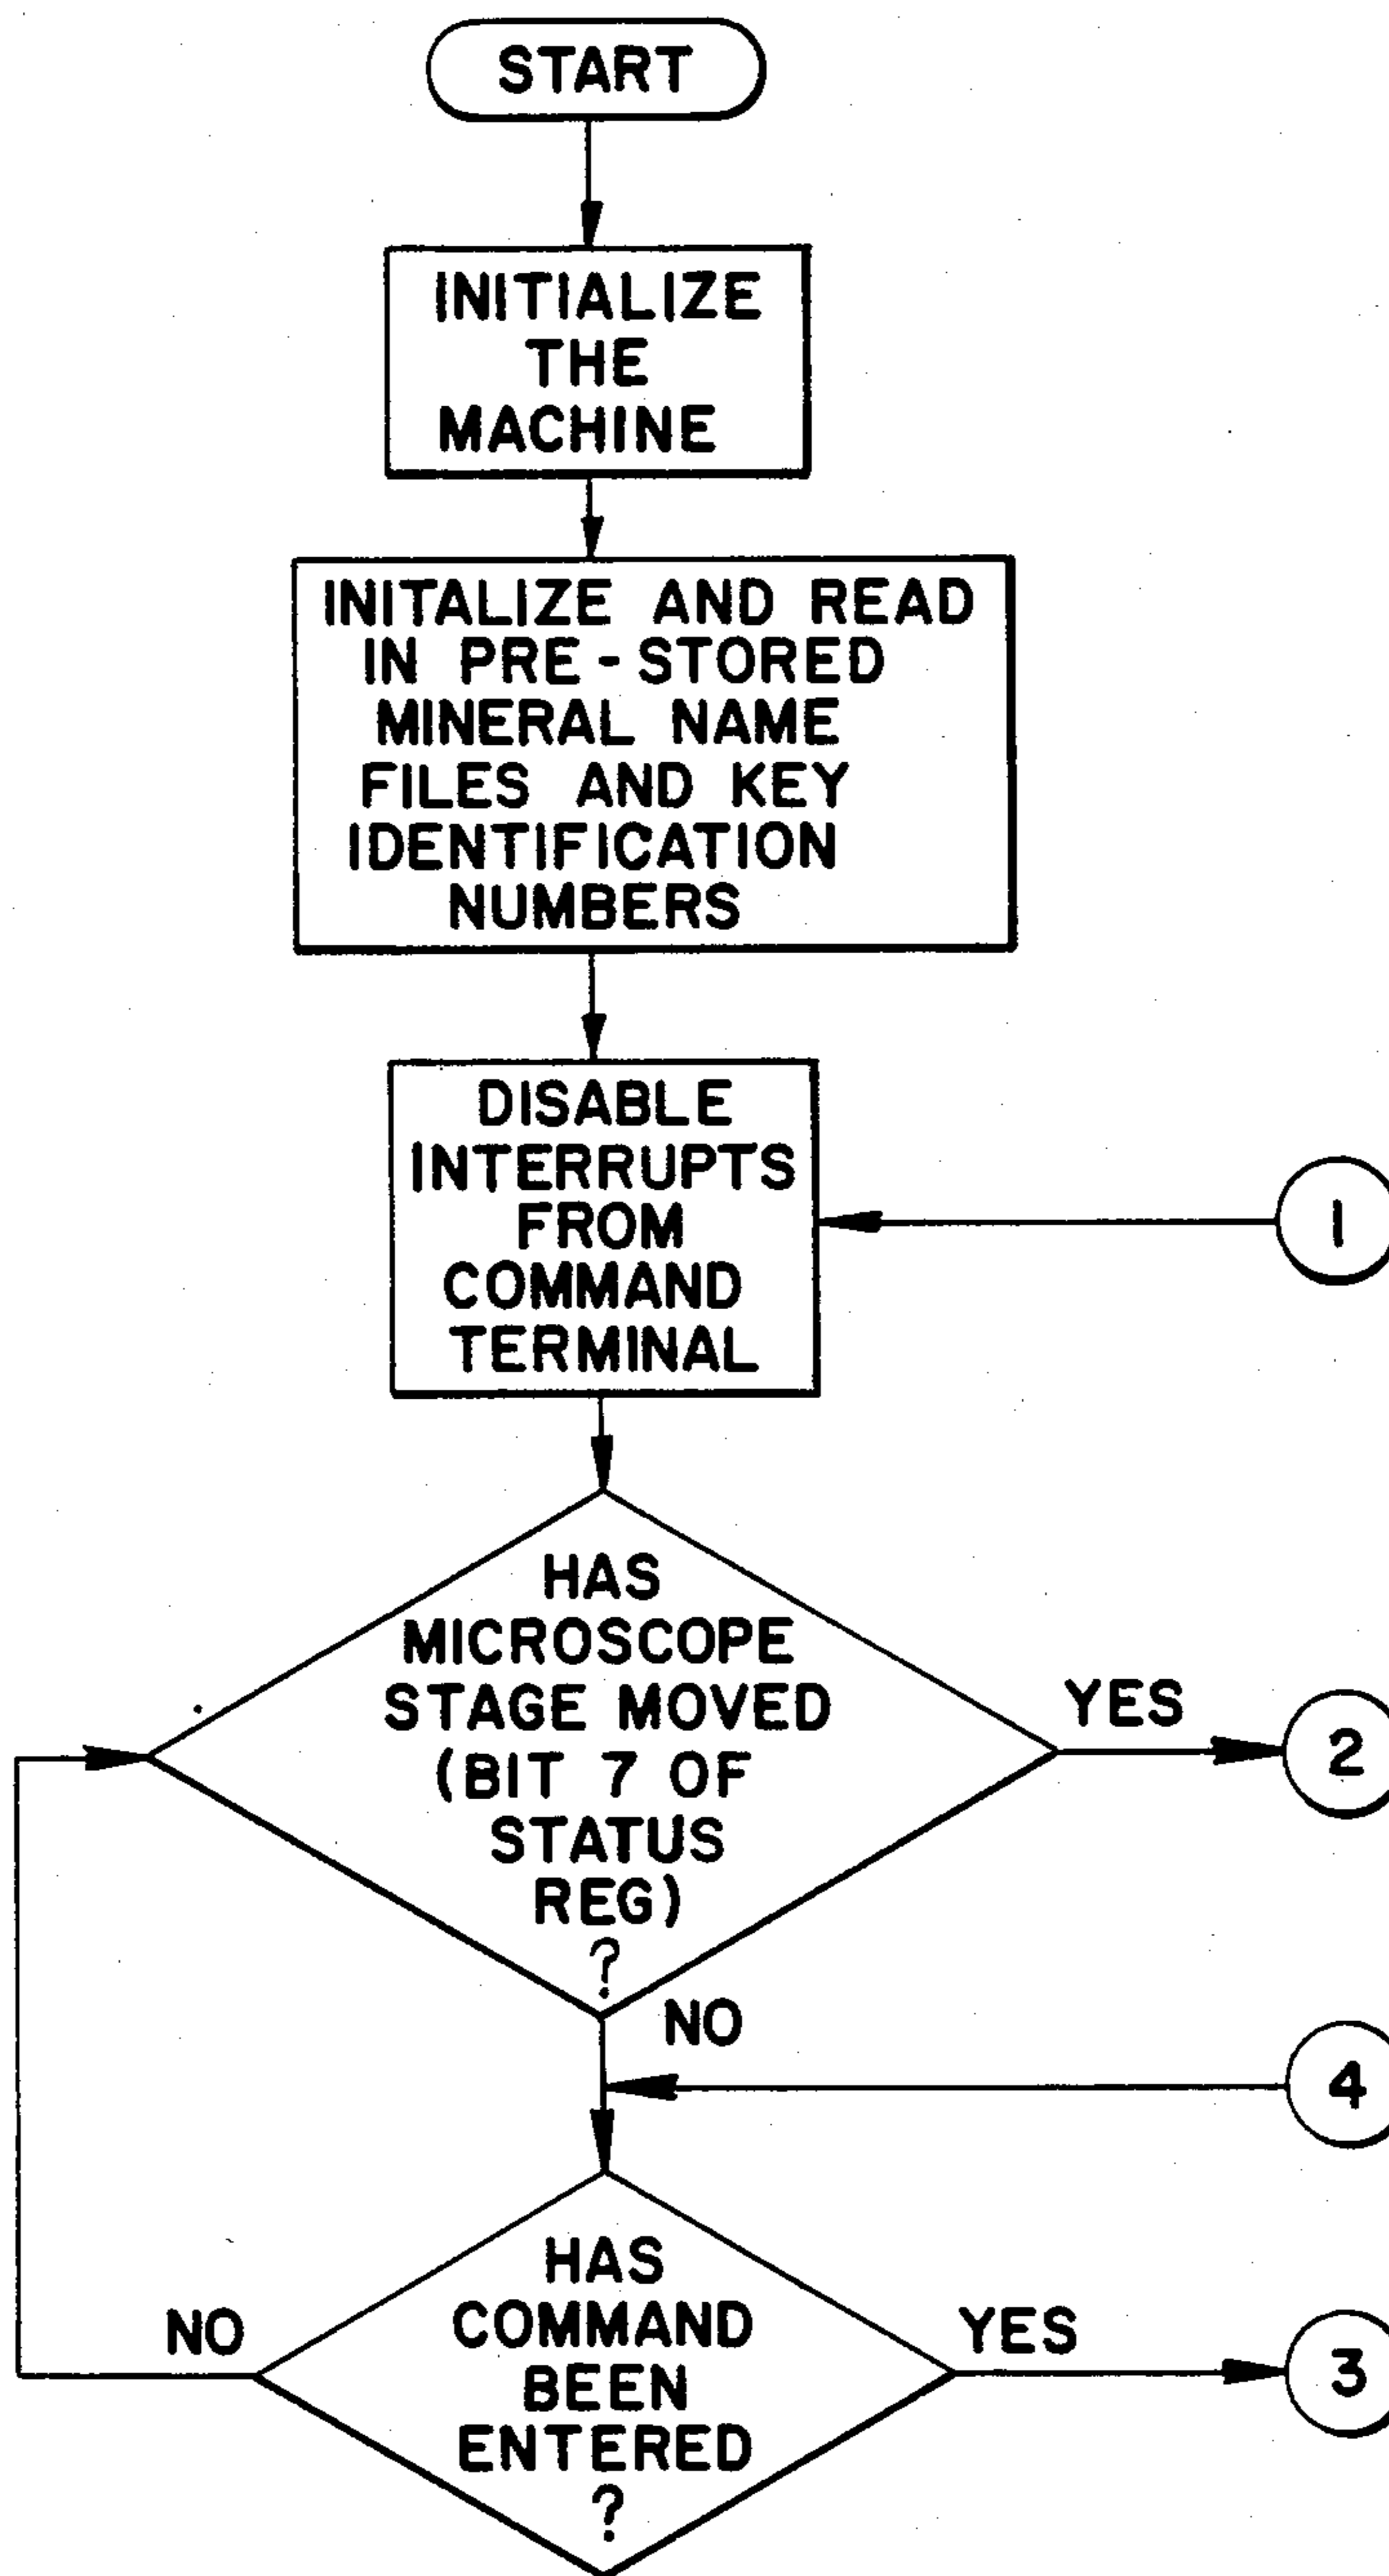 START
INITIALIZE
THE
MACHINE
INITALIZE AND READ
IN PRE-STORED
MINERAL NAME
FILES AND KEY
IDENTIFICATION
NUMBERS
DISABLE
INTERRUPTS
FROM
COMMAND
TERMINAL
1
HAS
MICROSCOPE
STAGE MOVED
(BIT 7 OF
STATUS
REG)
?
YES
2
NO
4
HAS
COMMAND
BEEN
ENTERED
?
NO
YES
3